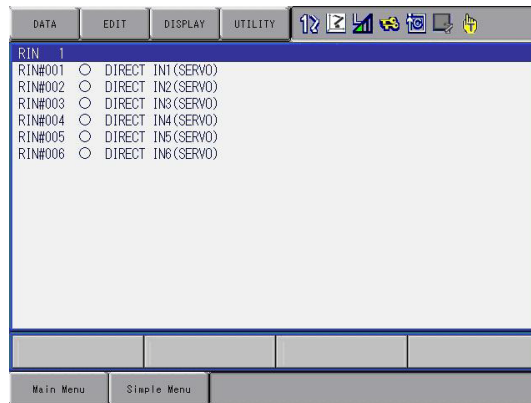 DATA EDIT DISPLAY UTILITY
RIN 1
RIN#001 ○ DIRECT IN1(SERVO)
RIN#002 ○ DIRECT IN2(SERVO)
RIN#003 ○ DIRECT IN3(SERVO)
RIN#004 ○ DIRECT IN4(SERVO)
RIN#005 ○ DIRECT IN5(SERVO)
RIN#006 ○ DIRECT IN6(SERVO)
Main Menu Simple Menu